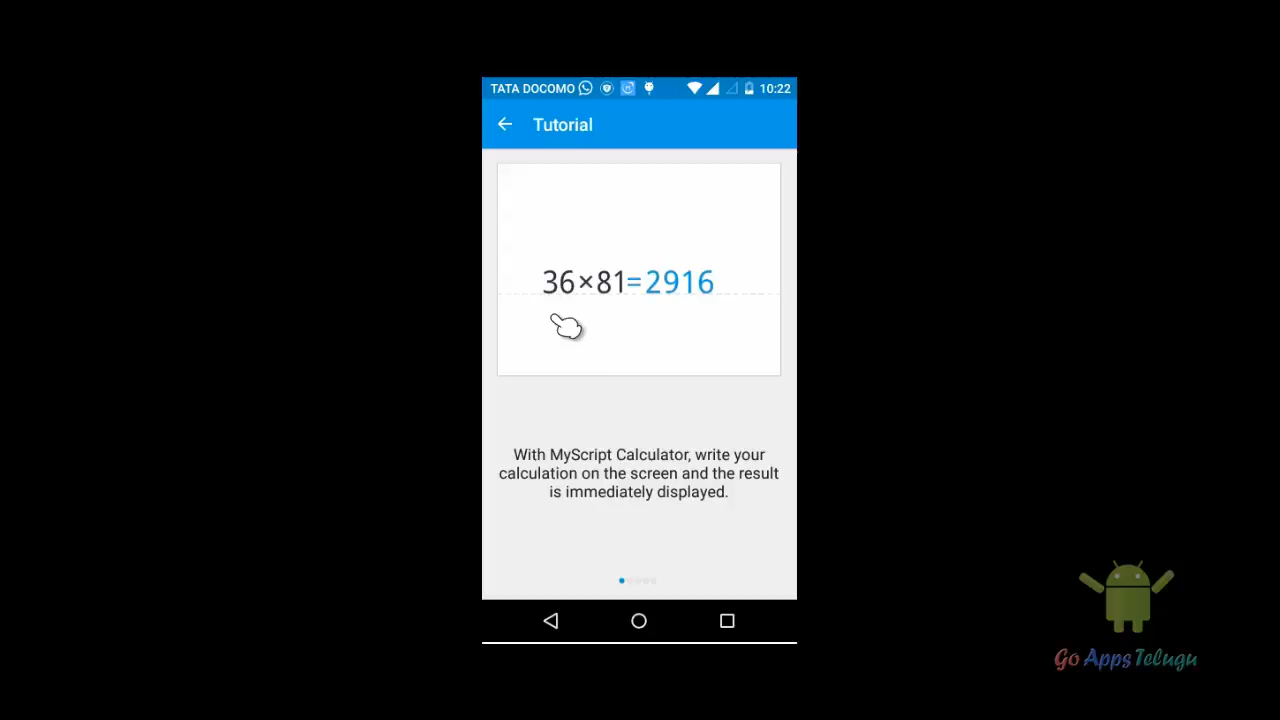 TATA DOCOMO 10:22
Tutorial
36×81=2916
With MyScript Calculator, write your
calculation on the screen and the result
is immediately displayed.
Go Apps Telugu